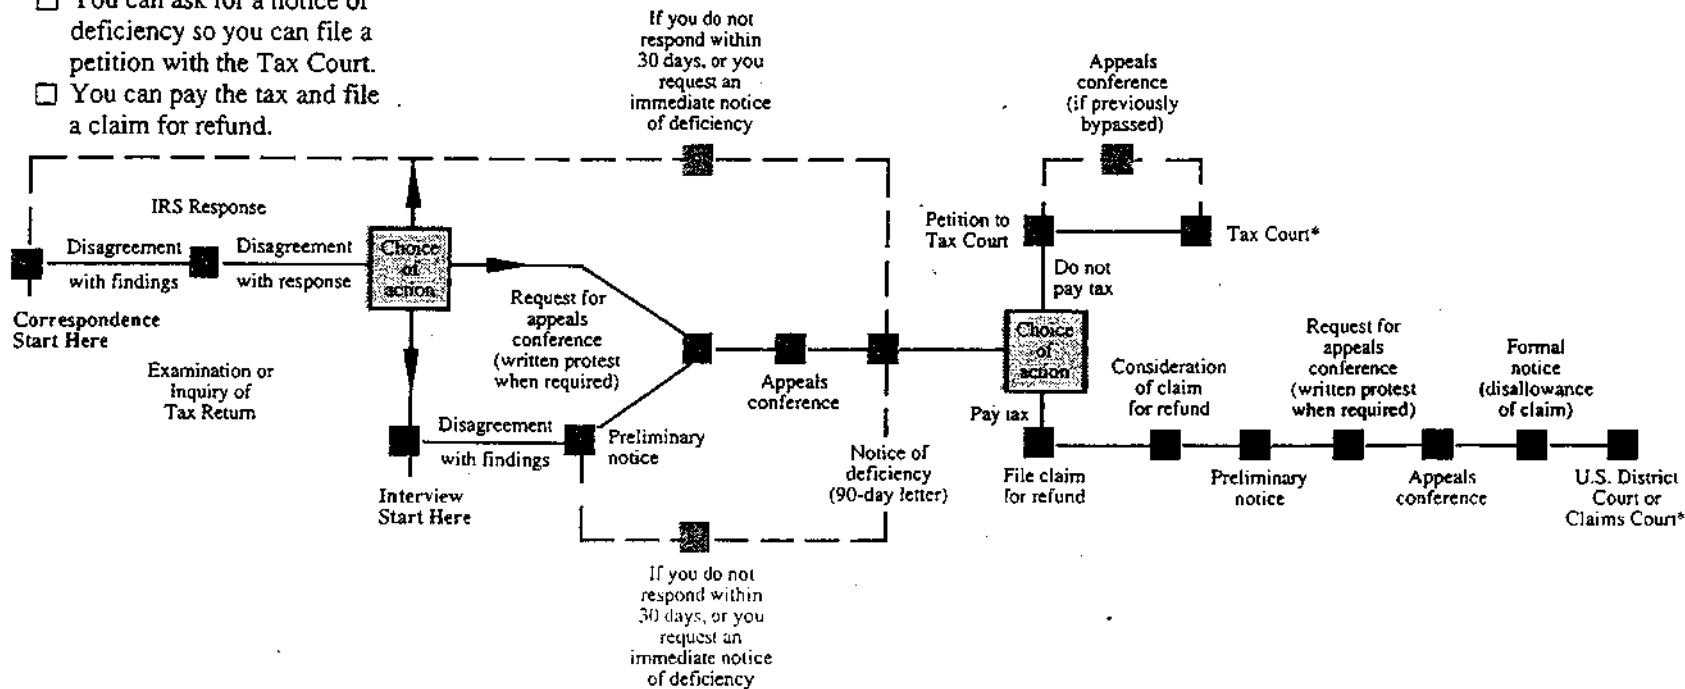 ☐ You can ask for a notice of
deficiency so you can file a
petition with the Tax Court.
☐ You can pay the tax and file
a claim for refund.
If you do not
respond within
30 days, or you
request an
immediate notice
of deficiency
Appeals
conference
(if previously
bypassed)
IRS Response
Disagreement
with findings
Disagreement
with response
Choice
of
action
Correspondence
Start Here
Examination or
Inquiry of
Tax Return
Request for
appeals
conference
(written protest
when required)
Appeals
conference
Disagreement
with findings
Preliminary
notice
Interview
Start Here
Notice of
deficiency
(90-day letter)
If you do not
respond within
30 days, or you
request an
immediate notice
of deficiency
Petition to
Tax Court
Tax Court*
Do not
pay tax
Choice
of
action
Pay tax
File claim
for refund
Consideration
of claim
for refund
Preliminary
notice
Request for
appeals
conference
(written protest
when required)
Appeals
conference
Formal
notice
(disallowance
of claim)
U.S. District
Court or
Claims Court*